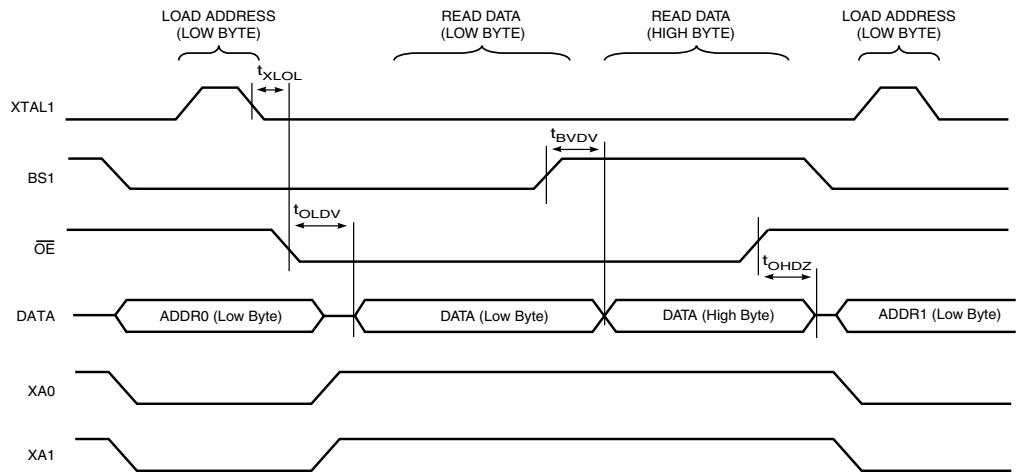 LOAD ADDRESS
(LOW BYTE)
READ DATA
(LOW BYTE)
READ DATA
(HIGH BYTE)
LOAD ADDRESS
(LOW BYTE)
tXLOL
XTAL1
tBVDV
BS1
tOLDV
OE
tOHDZ
DATA
ADDR0 (Low Byte)
DATA (Low Byte)
DATA (High Byte)
ADDR1 (Low Byte)
XA0
XA1